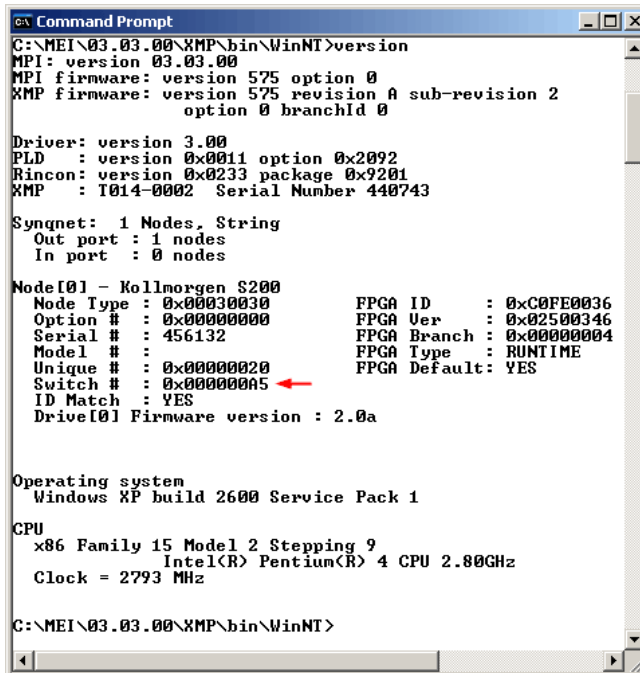 Command Prompt
C:\MEI\03.03.00\XMP\bin\WinNT>version
MPI: version 03.03.00
MPI firmware: version 575 option 0
XMP firmware: version 575 revision A sub-revision 2
option 0 branchId 0
Driver: version 3.00
PLD : version 0x0011 option 0x2092
Rincon: version 0x0233 package 0x9201
XMP : T014-0002 Serial Number 440743
Synqnet: 1 Nodes, String
Out port : 1 nodes
In port : 0 nodes
Node[0] - Kollmorgen S200
Node Type : 0x00030030 FPGA ID : 0xC0FE0036
Option # : 0x00000000 FPGA Ver : 0x02500346
Serial # : 456132 FPGA Branch : 0x00000004
Model # : FPGA Type : RUNTIME
Unique # : 0x00000020 FPGA Default: YES
Switch # : 0x000000A5
ID Match : YES
Drive[0] Firmware version : 2.0a
Operating system
Windows XP build 2600 Service Pack 1
CPU
x86 Family 15 Model 2 Stepping 9
Intel(R) Pentium(R) 4 CPU 2.80GHz
Clock = 2793 MHz
C:\MEI\03.03.00\XMP\bin\WinNT>